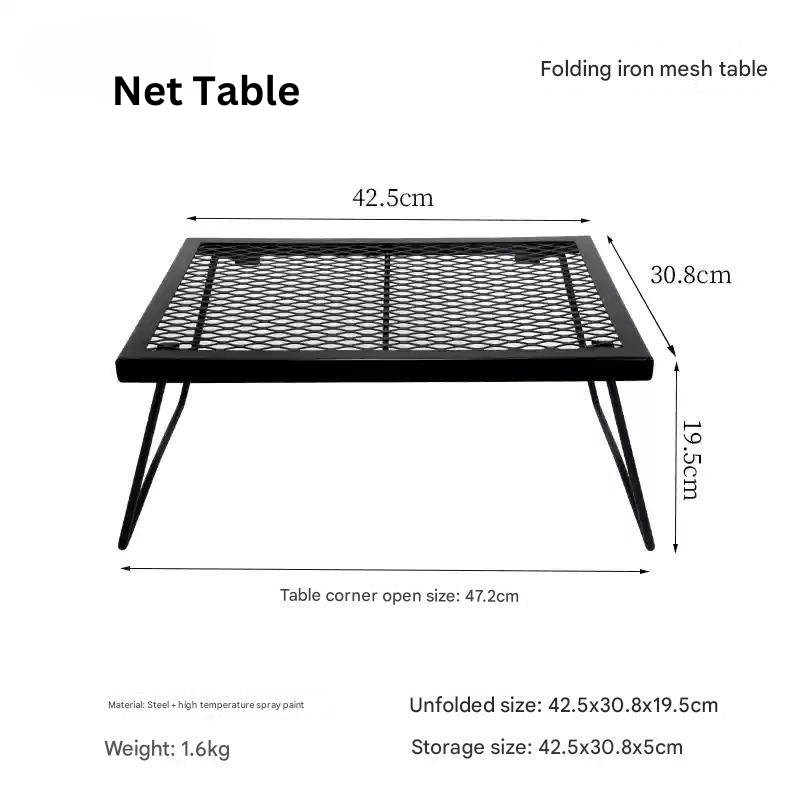 Net Table
Folding iron mesh table
42.5cm
30.8cm
19.5cm
Table corner open size: 47.2cm
Material: Steel + high temperature spray paint
Unfolded size: 42.5x30.8x19.5cm
Weight: 1.6kg
Storage size: 42.5x30.8x5cm